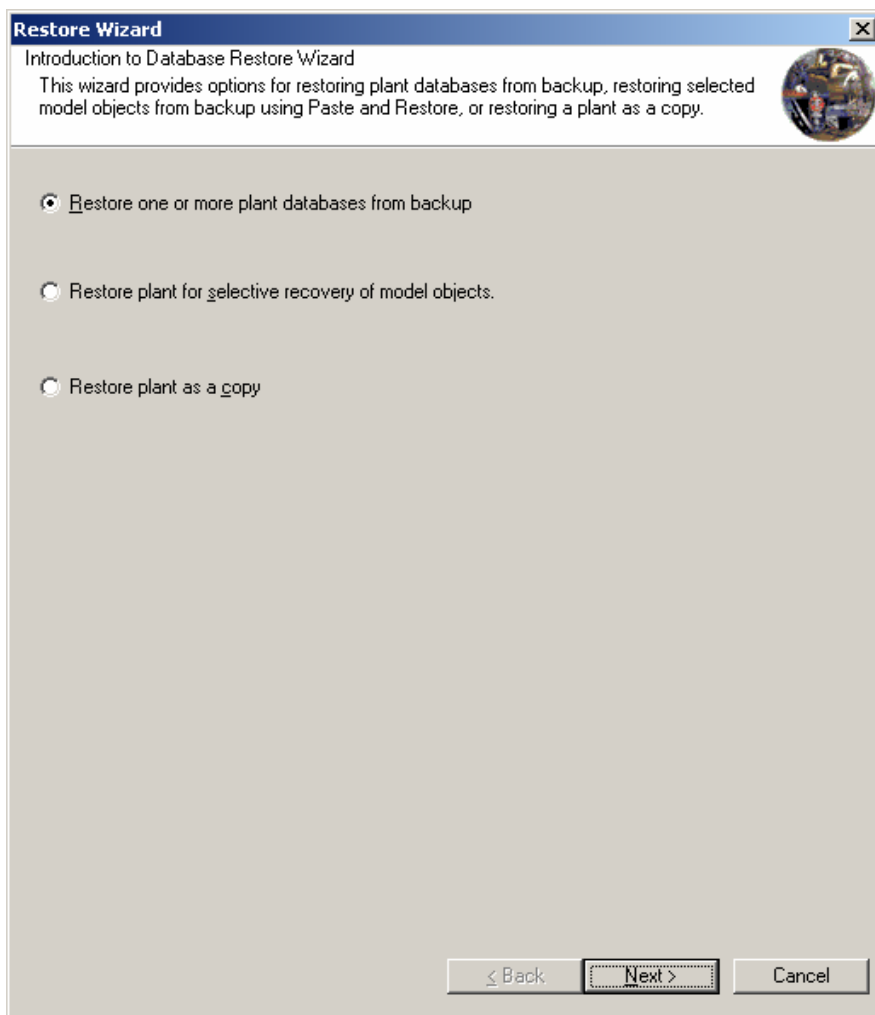 Restore Wizard
Introduction to Database Restore Wizard
This wizard provides options for restoring plant databases from backup, restoring selected
model objects from backup using Paste and Restore, or restoring a plant as a copy.
Restore one or more plant databases from backup
Restore plant for selective recovery of model objects.
Restore plant as a copy
< Back
Next >
Cancel